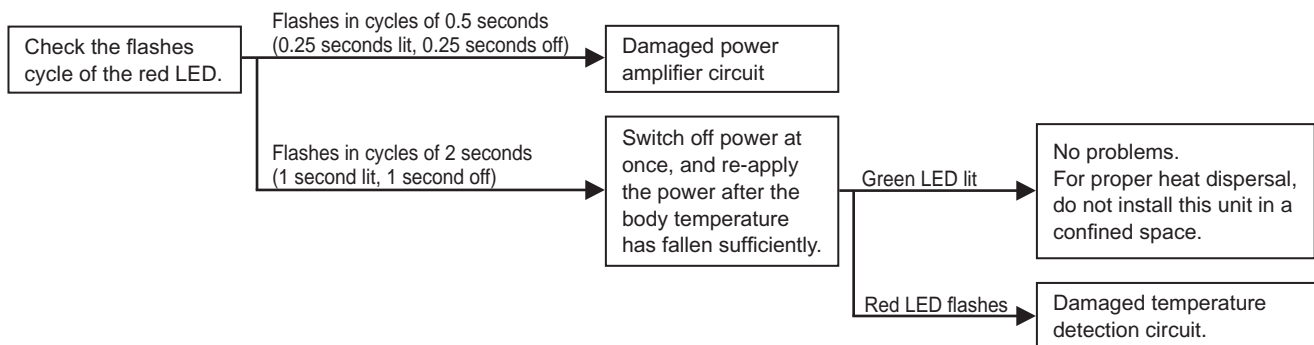 Check the flashes
cycle of the red LED.
Flashes in cycles of 0.5 seconds
(0.25 seconds lit, 0.25 seconds off)
Damaged power
amplifier circuit
Flashes in cycles of 2 seconds
(1 second lit, 1 second off)
Switch off power at
once, and re-apply
the power after the
body temperature
has fallen sufficiently.
Green LED lit
No problems.
For proper heat dispersal,
do not install this unit in a
confined space.
Red LED flashes
Damaged temperature
detection circuit.